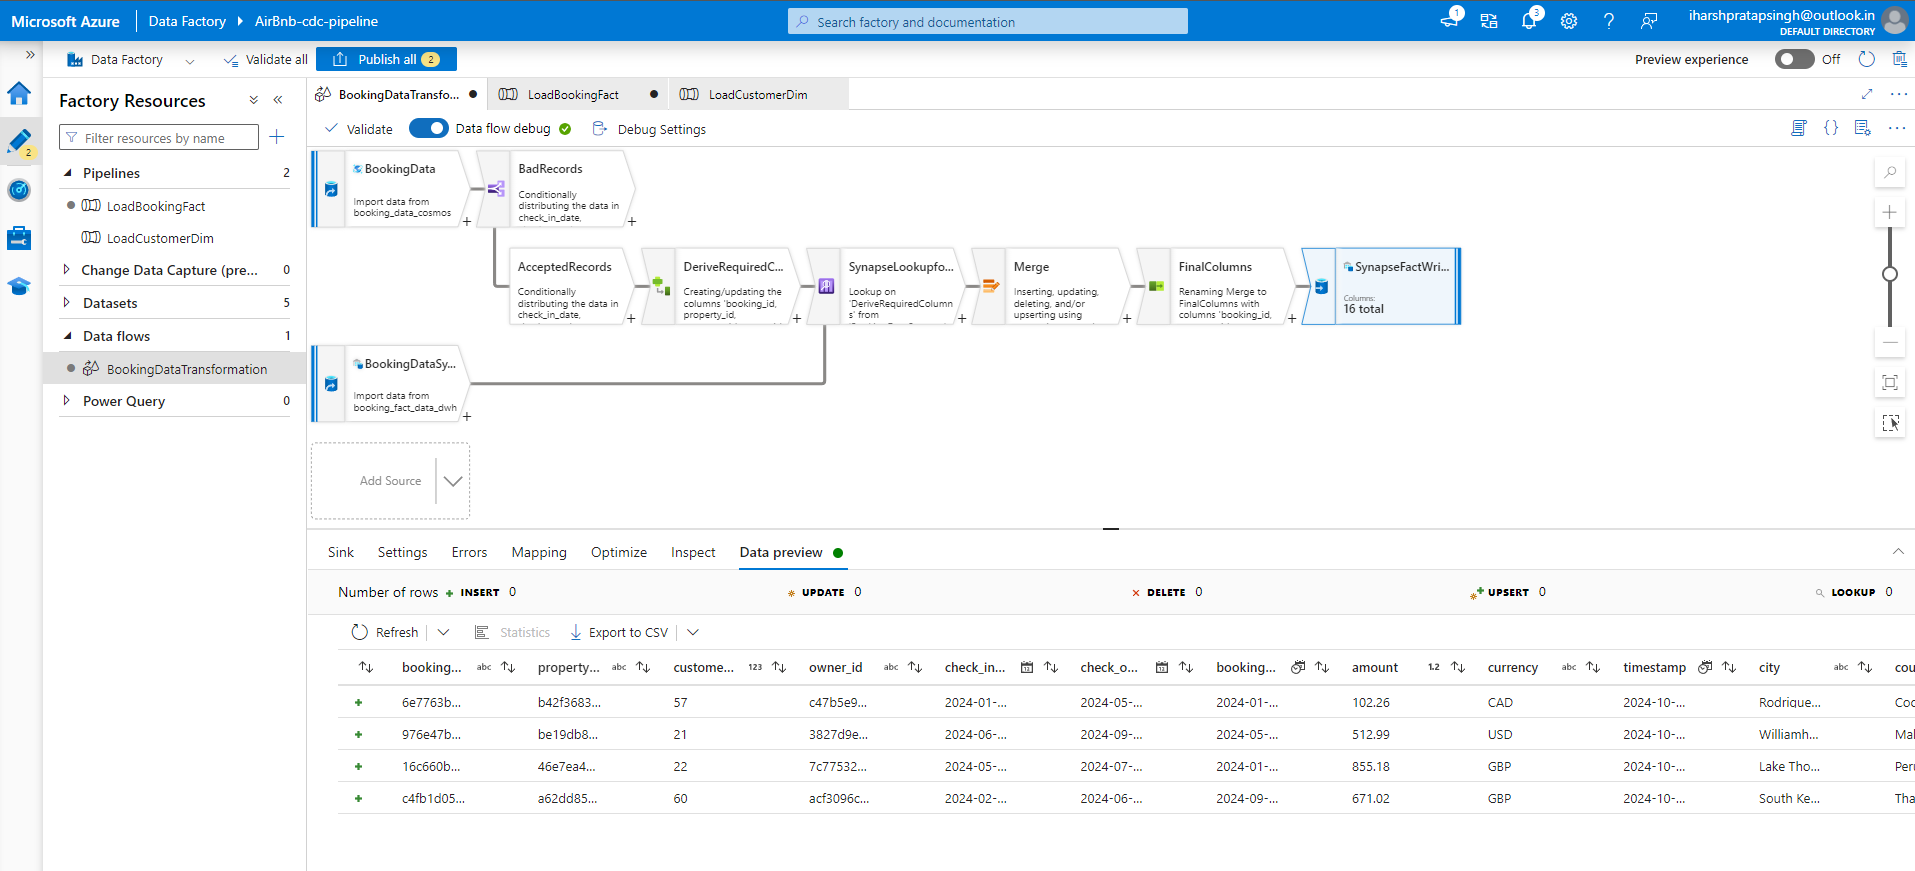 Microsoft Azure
Data Factory
AirBnb-cdc-pipeline
Search factory and documentation
1
3
iharshpratapsingh@outlook.in
DEFAULT DIRECTORY
Data Factory
Validate all
Publish all 2
Preview experience
Off
2
Factory Resources
Filter resources by name
Pipelines 2
LoadBookingFact
LoadCustomerDim
Change Data Capture (pre... 0
Datasets 5
Data flows 1
BookingDataTransformation
Power Query 0
BookingDataTransfo...
LoadBookingFact
LoadCustomerDim
Validate
Data flow debug
Debug Settings
BookingData
Import data from
booking_data_cosmos
BadRecords
Conditionally
distributing the data in
check_in_date,
AcceptedRecords
Conditionally
distributing the data in
check_in_date,
DeriveRequiredC...
Creating/updating the
columns 'booking_id,
property_id,
SynapseLookupfo...
Lookup on
'DeriveRequiredColumn
s' from
Merge
Inserting, updating,
deleting, and/or
upserting using
FinalColumns
Renaming Merge to
FinalColumns with
columns 'booking_id,
SynapseFactWri...
Columns:
16 total
BookingDataSy...
Import data from
booking_fact_data_dwh
Add Source
Sink Settings Errors Mapping Optimize Inspect Data preview
Number of rows INSERT 0 UPDATE 0 DELETE 0 UPSERT 0 LOOKUP 0
Refresh Statistics Export to CSV
booking... abc property... abc custome... 123 owner_id abc check_in... check_o... booking... amount 1.2 currency abc timestamp city abc cou
6e7763b... b42f3683... 57 c47b5e9... 2024-01-... 2024-05-... 2024-01-... 102.26 CAD 2024-10-... Rodrigue... Coo
976e47b... be19db8... 21 3827d9e... 2024-06-... 2024-09-... 2024-05-... 512.99 USD 2024-10-... Williamh... Mal
16c660b... 46e7ea4... 22 7c77532... 2024-05-... 2024-07-... 2024-01-... 855.18 GBP 2024-10-... Lake Tho... Per
c4fb1d05... a62dd85... 60 acf3096c... 2024-02-... 2024-06-... 2024-09-... 671.02 GBP 2024-10-... South Ke... Tha